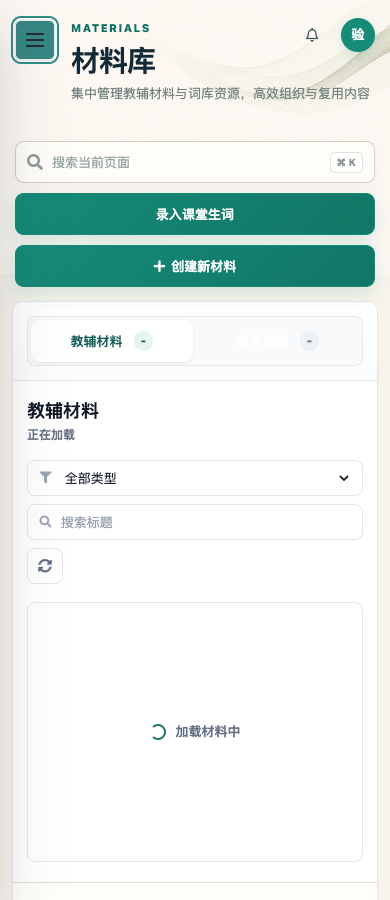 MATERIALS
验
材料库
集中管理教辅材料与词库资源，高效组织与复用内容
搜索当前页面
⌘ K
录入课堂生词
创建新材料
教辅材料 -
-
教辅材料
正在加载
全部类型
搜索标题
加载材料中